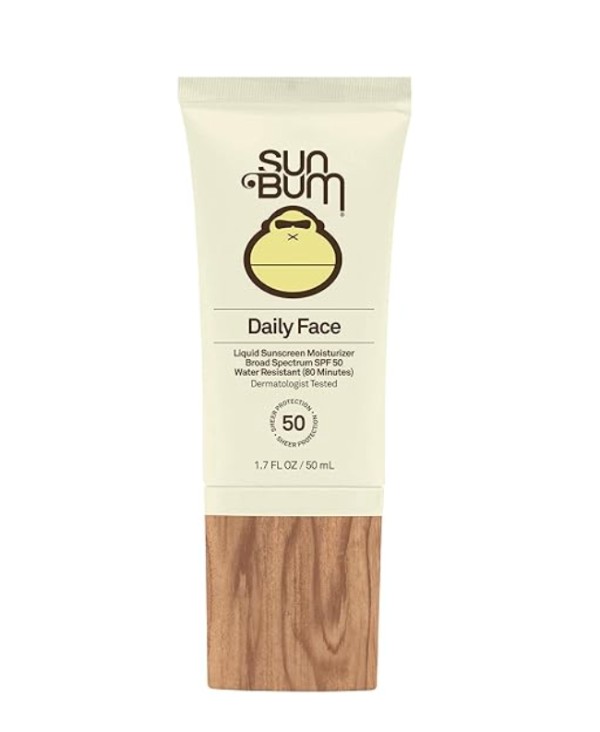 SUN
BUM®
Daily Face
Liquid Sunscreen Moisturizer
Broad Spectrum SPF 50
Water Resistant (80 Minutes)
Dermatologist Tested
SHEER PROTECTION • SHEER PROTECTION •
50
1.7 FL OZ / 50 mL